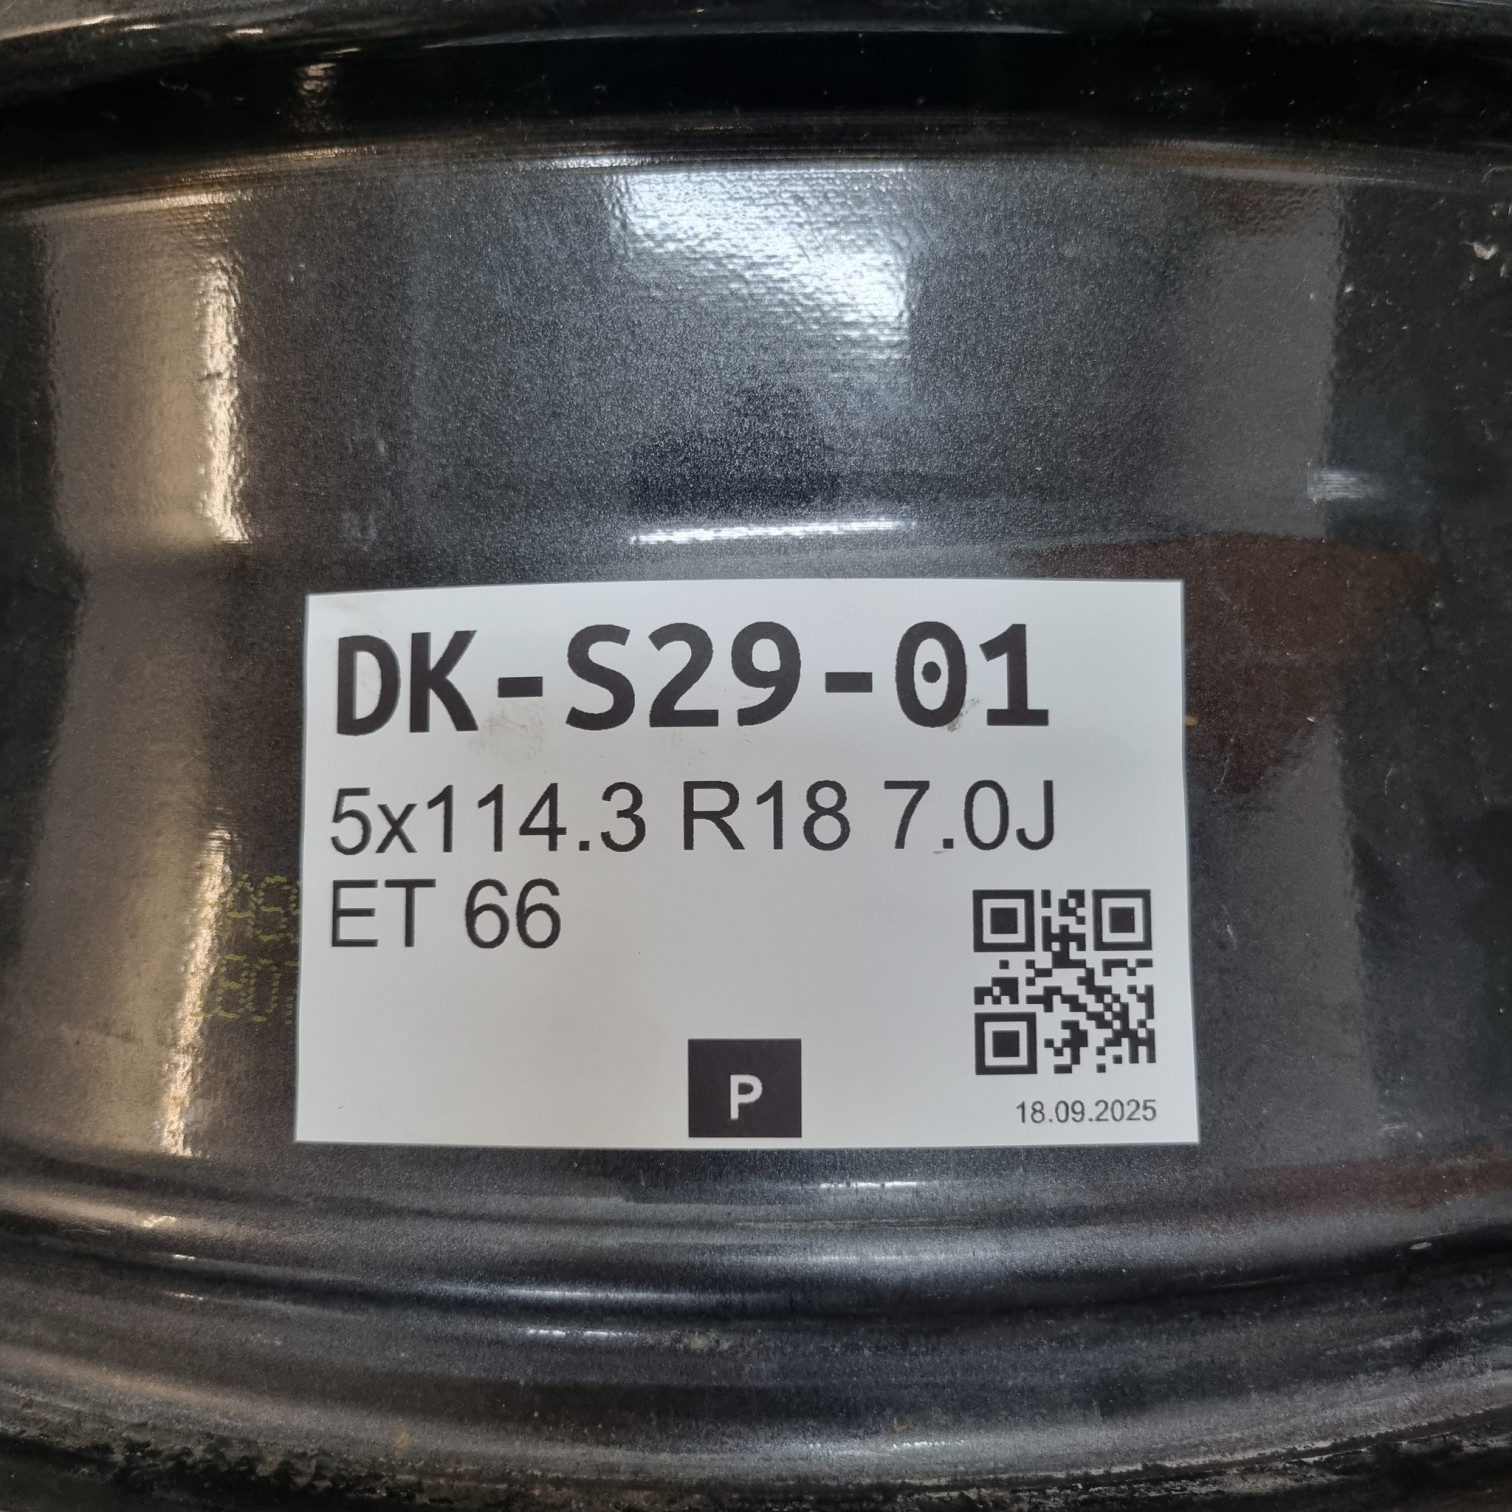 DK-S29-01
5x114.3 R18 7.0J
ET 66
P
18.09.2025